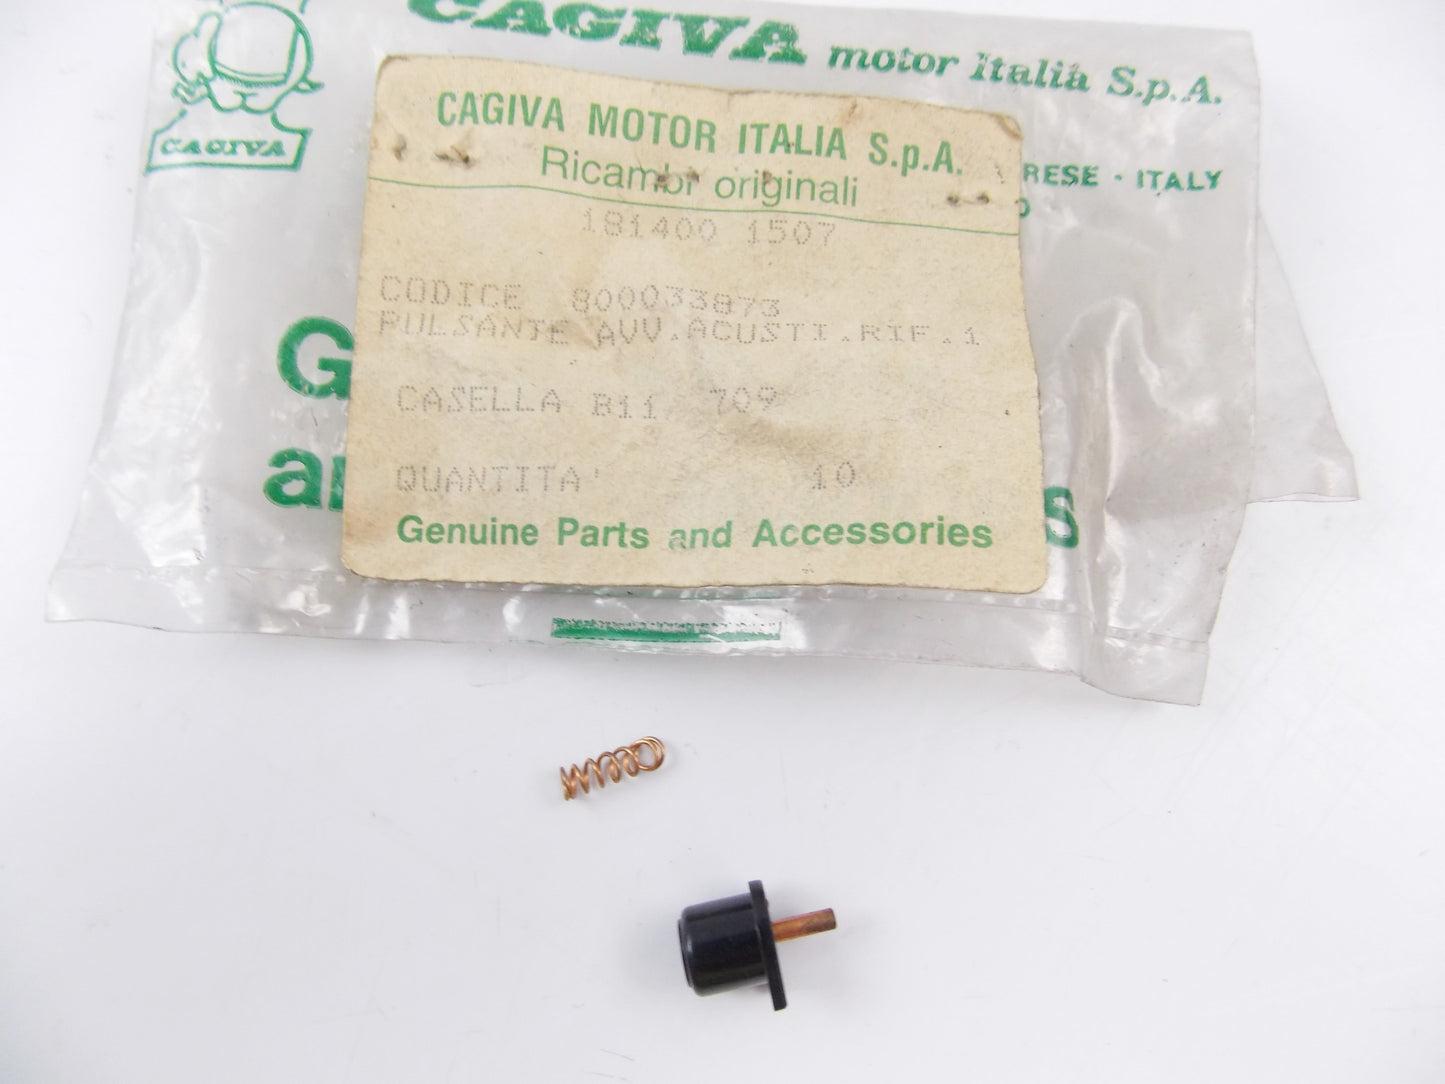 CAGIVA motor Italia S.p.A.
CAGIVA
RESE - ITALY
CAGIVA MOTOR ITALIA S.p.A.
Ricambi originali
181400 1507
CODICE 800033873
PULSANTE AVV.ACUSTI.RIF.1
CASELLA B11 709
QUANTITA' 10
Genuine Parts and Accessories
G
a
s